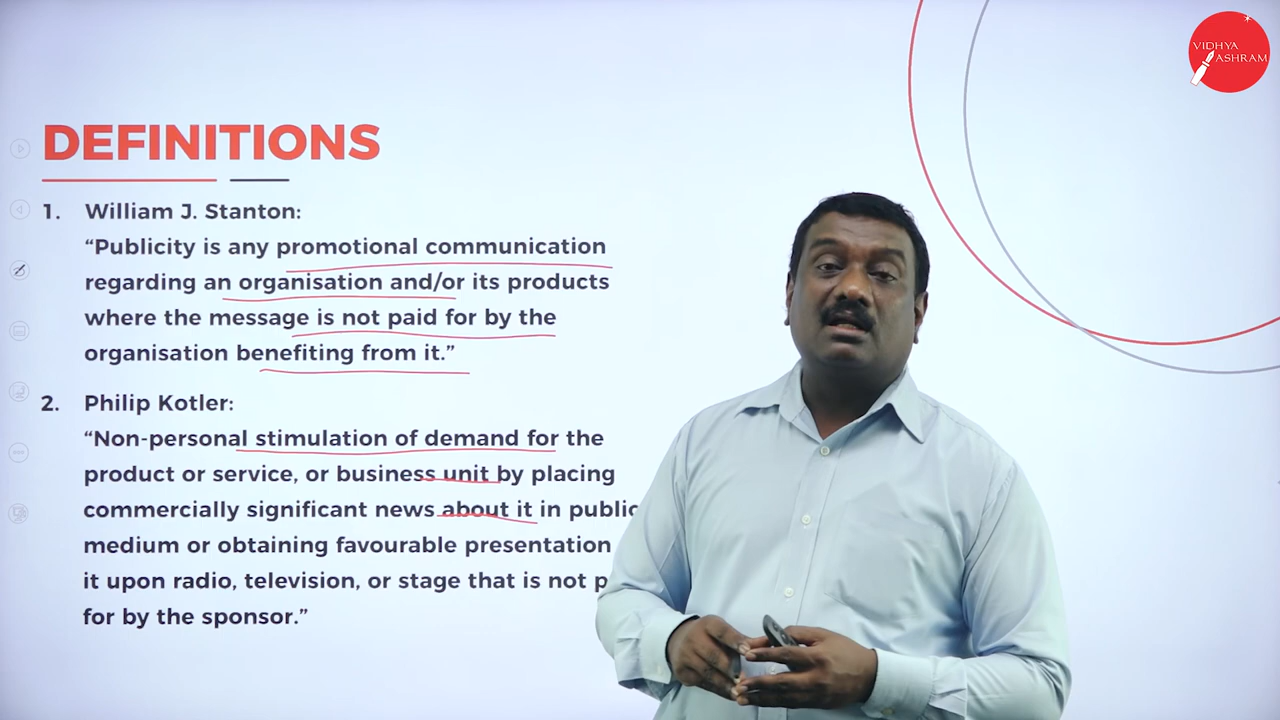 VIDHYA
ASHRAM
DEFINITIONS
1. William J. Stanton:
“Publicity is any promotional communication
regarding an organisation and/or its products
where the message is not paid for by the
organisation benefiting from it.”
2. Philip Kotler:
“Non-personal stimulation of demand for the
product or service, or business unit by placing
commercially significant news about it in public
medium or obtaining favourable presentation
it upon radio, television, or stage that is not
for by the sponsor.”